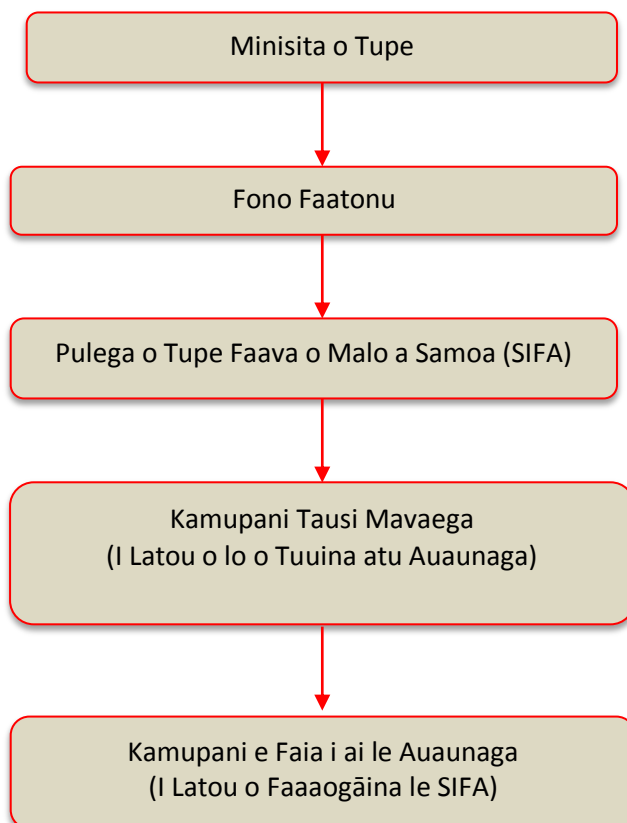 Minisita o Tupe
Fono Faatonu
Pulega o Tupe Faava o Malo a Samoa (SIFA)
Kamupani Tausi Mavaega
(I Latou o lo o Tuuina atu Auaunaga)
Kamupani e Faia i ai le Auaunaga
(I Latou o Faaaogāina le SIFA)